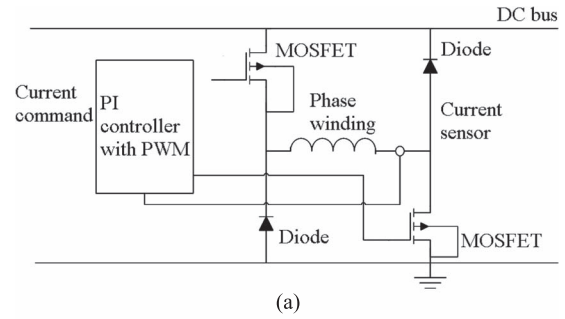 DC bus
MOSFET
Diode
Current
command
PI
controller
with PWM
Phase
winding
Current
sensor
Diode
MOSFET
(a)